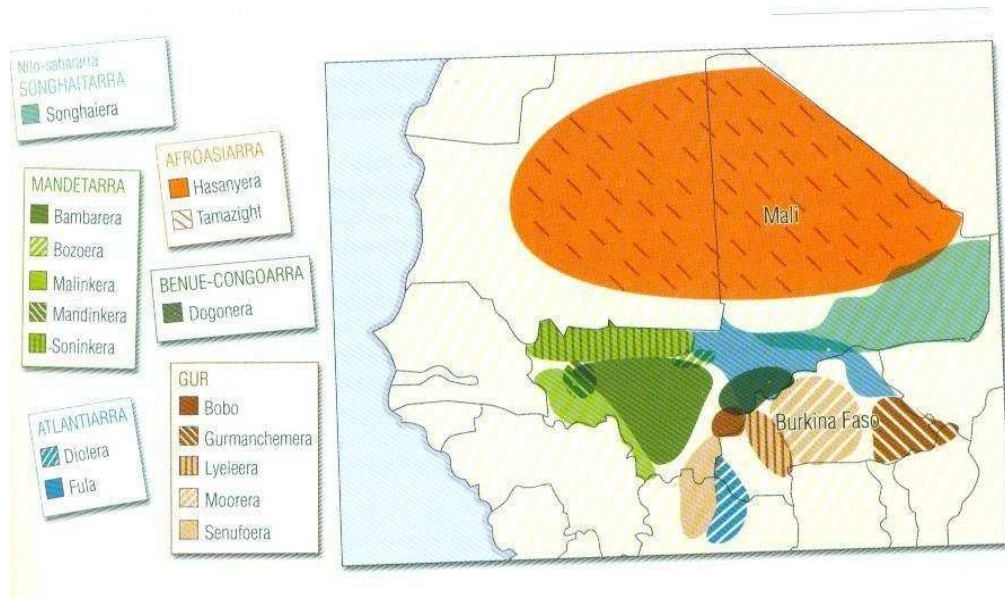 Nilo-sahararra
SONGHAITARRA
Songhaiera
AFROASIARRA
Hasanyera
Tamazight
MANDETARRA
Bambarera
Bozoera
Malinkera
Mandinkera
Soninkera
BENUE-CONGOARRA
Dogonera
GUR
Bobo
Gurmanchemera
Lyeleera
Moorera
Senufoera
ATLANTIARRA
Diolera
Fula
Mali
Burkina Faso